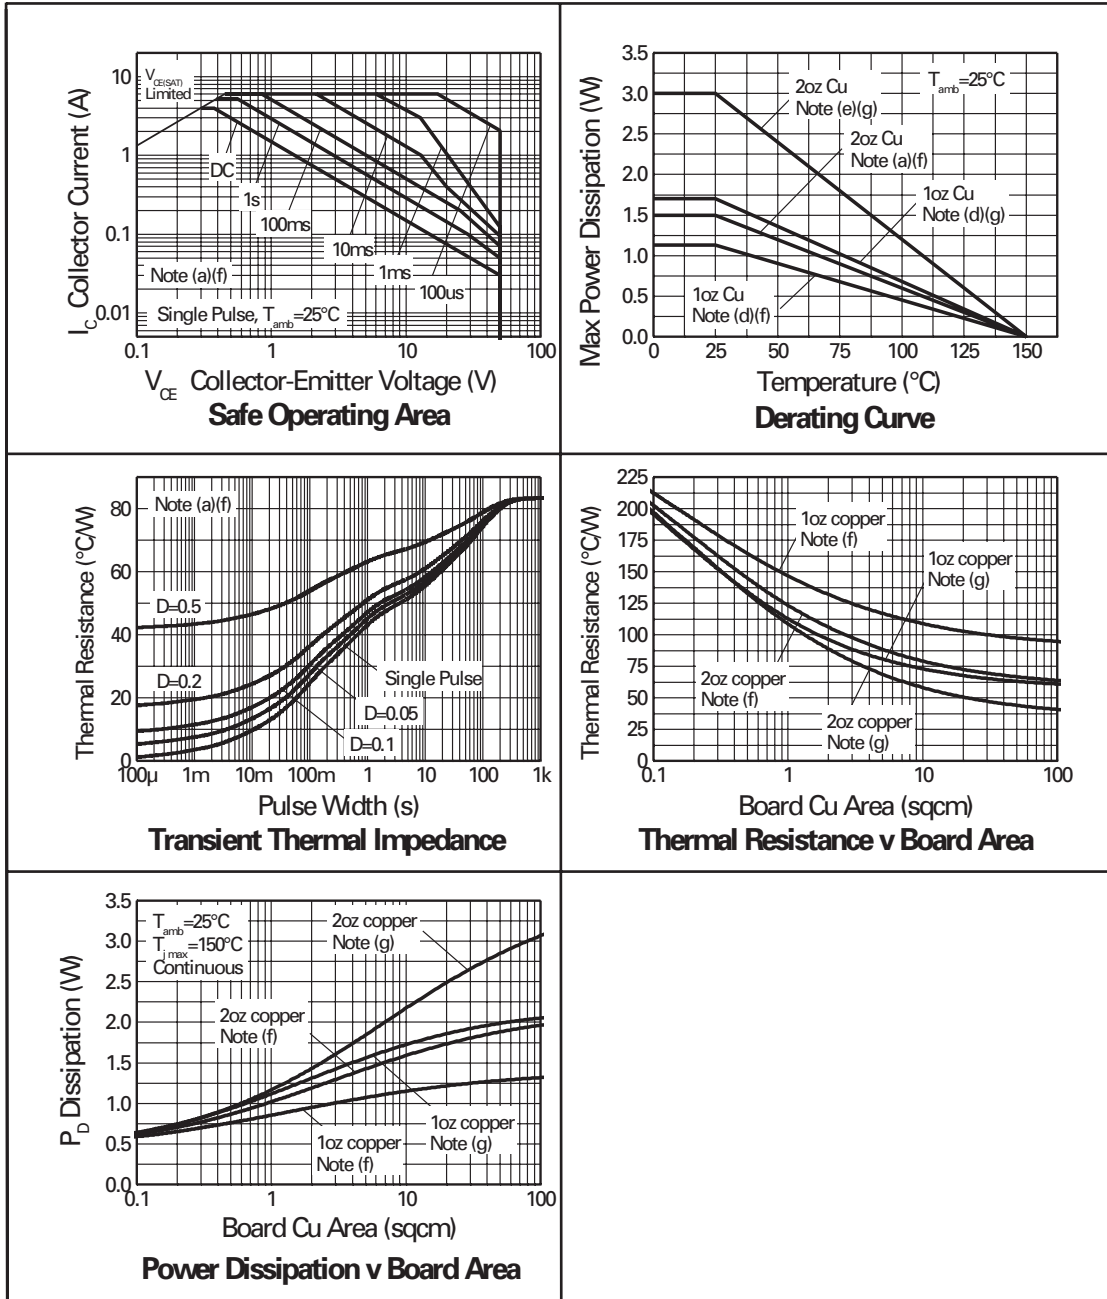 I_C Collector Current (A)
10
1
0.1
0.01
V_CE(SAT)
Limited
DC
1s
100ms
10ms
1ms
100us
Note (a)(f)
Single Pulse, T_amb=25°C
0.1 1 10 100
V_CE Collector-Emitter Voltage (V)
Safe Operating Area
Max Power Dissipation (W)
3.5
3.0
2.5
2.0
1.5
1.0
0.5
0.0
T_amb=25°C
2oz Cu
Note (e)(g)
2oz Cu
Note (a)(f)
1oz Cu
Note (d)(g)
1oz Cu
Note (d)(f)
0 25 50 75 100 125 150
Temperature (°C)
Derating Curve
Thermal Resistance (°C/W)
80
60
40
20
0
Note (a)(f)
D=0.5
D=0.2
Single Pulse
D=0.05
D=0.1
100µ 1m 10m 100m 1 10 100 1k
Pulse Width (s)
Transient Thermal Impedance
Thermal Resistance (°C/W)
225
200
175
150
125
100
75
50
25
0
1oz copper
Note (f)
1oz copper
Note (g)
2oz copper
Note (f)
2oz copper
Note (g)
0.1 1 10 100
Board Cu Area (sqcm)
Thermal Resistance v Board Area
P_D Dissipation (W)
3.5
3.0
2.5
2.0
1.5
1.0
0.5
0.0
T_amb=25°C
T_j max=150°C
Continuous
2oz copper
Note (g)
2oz copper
Note (f)
1oz copper
Note (g)
1oz copper
Note (f)
0.1 1 10 100
Board Cu Area (sqcm)
Power Dissipation v Board Area